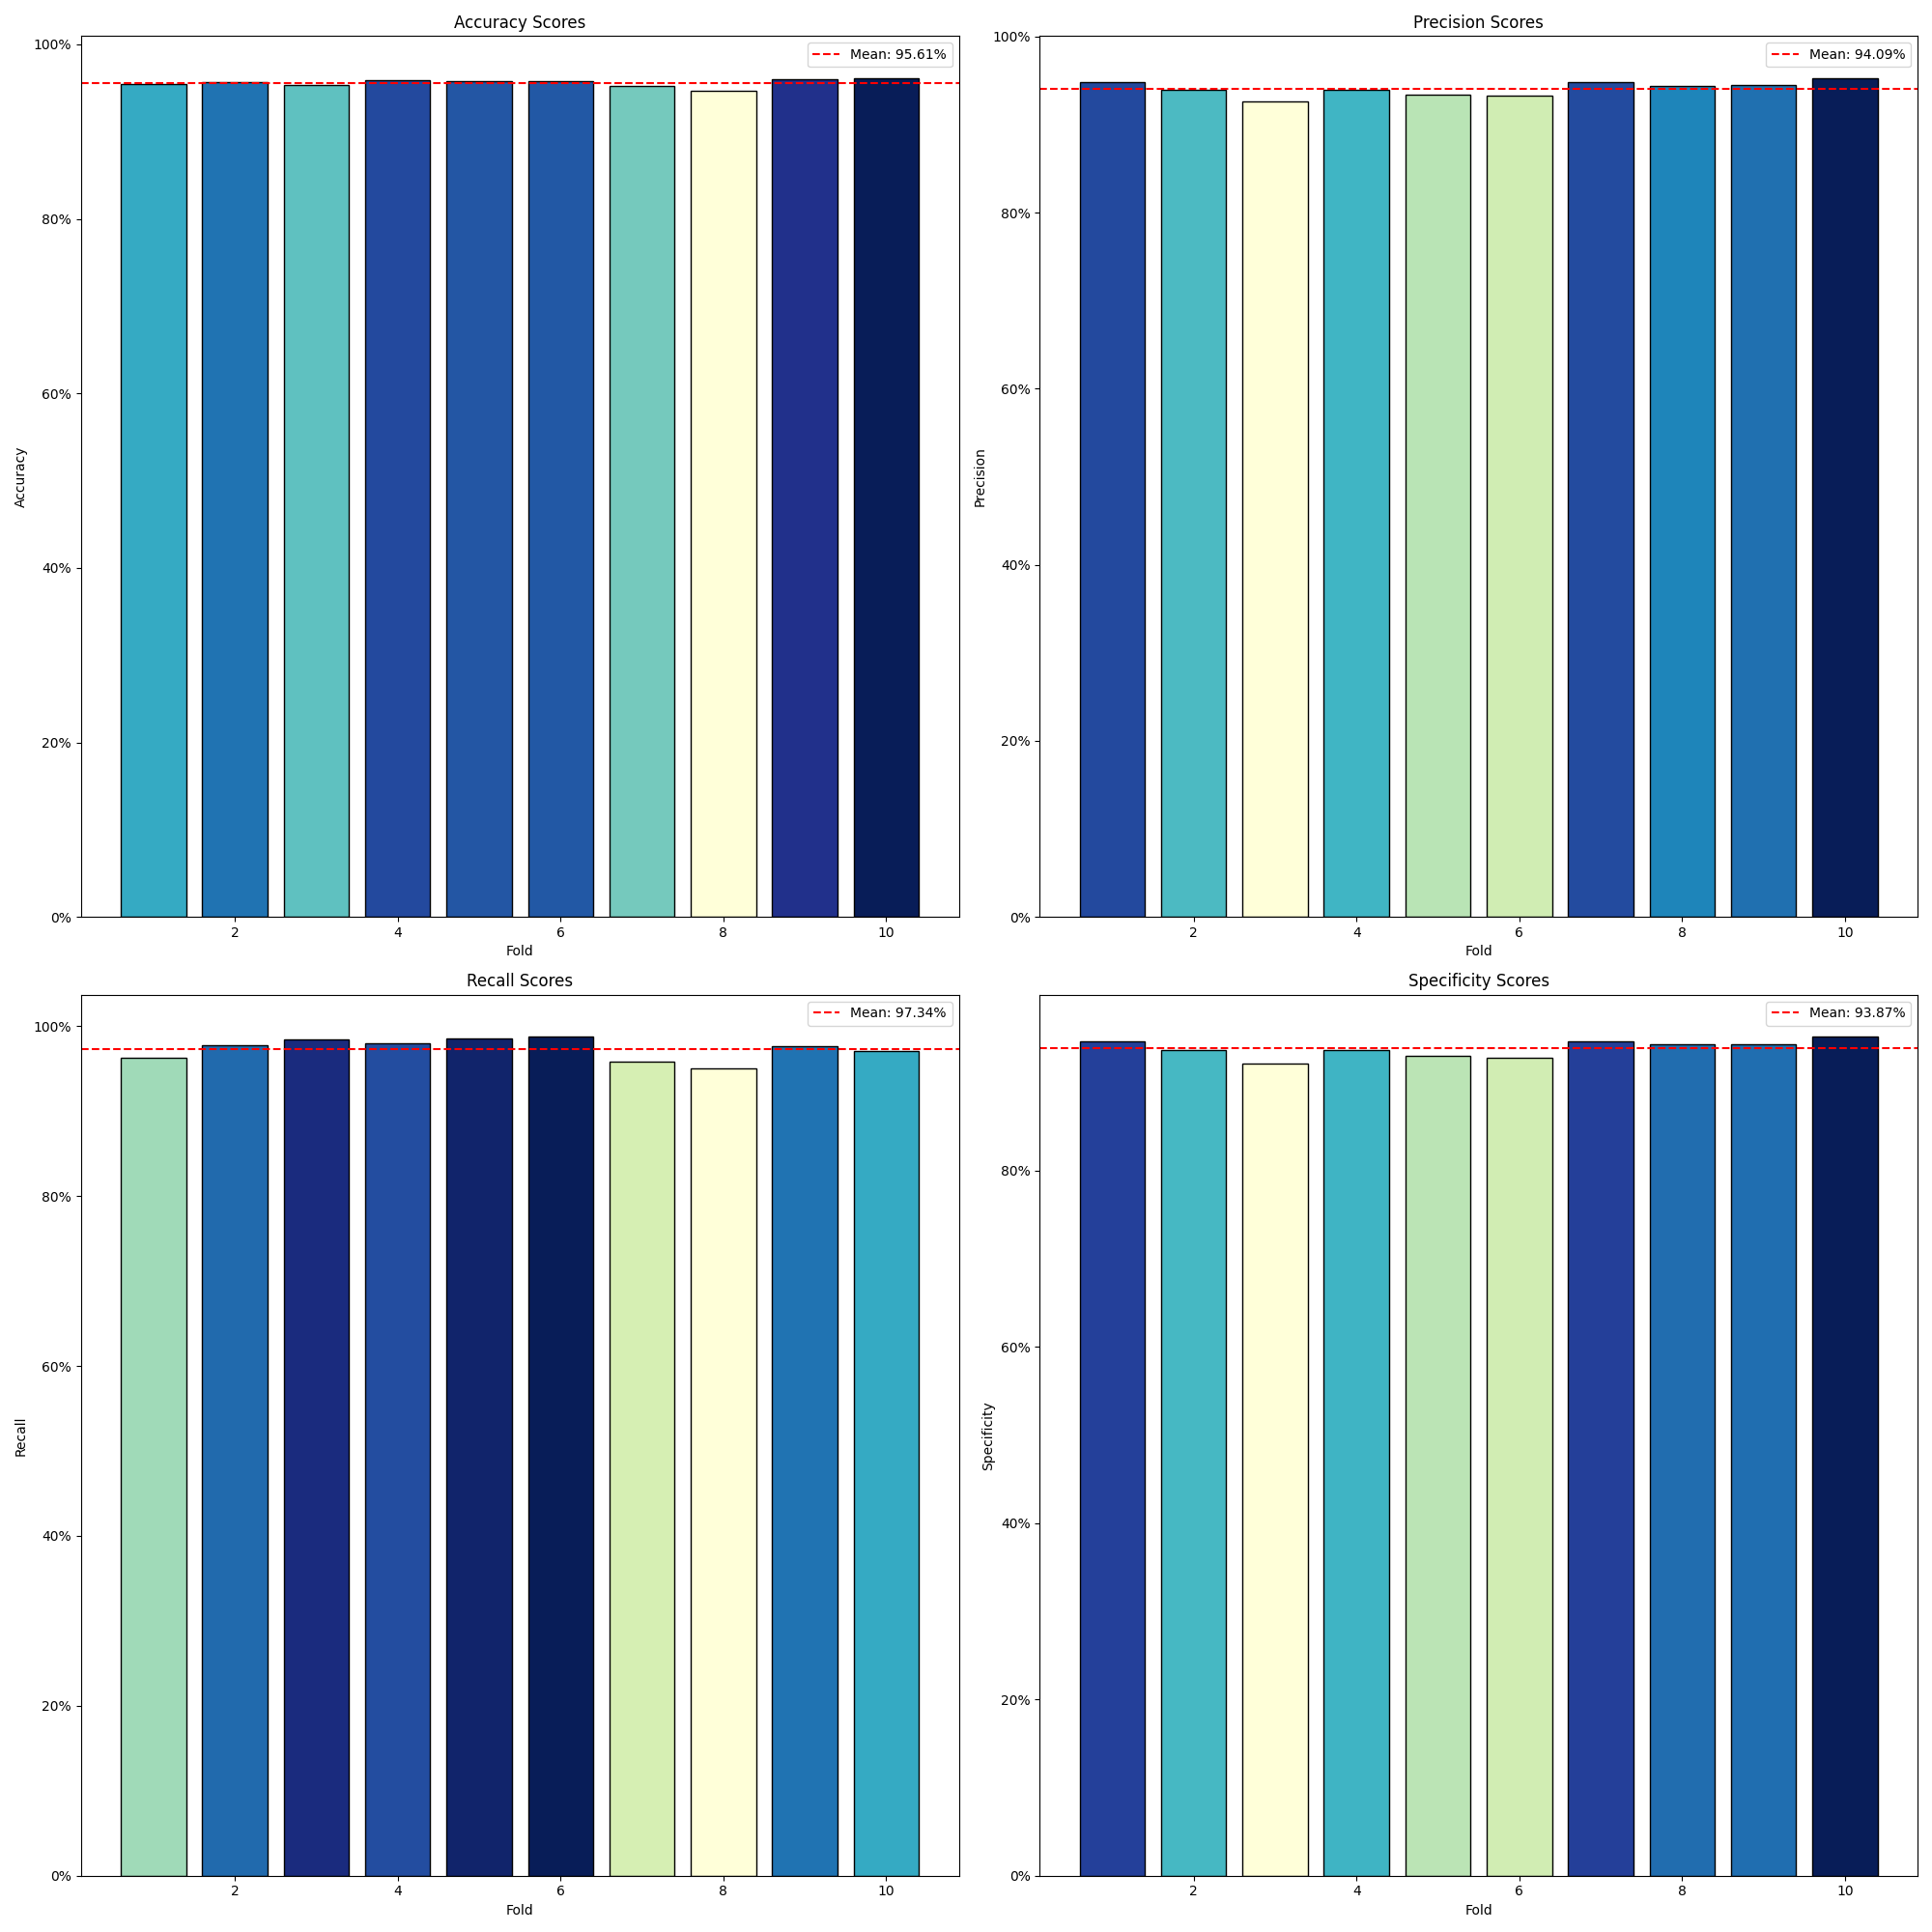 Accuracy Scores
100%
80%
60%
40%
20%
0%
Accuracy
Mean: 95.61%
2 4 6 8 10
Fold
Precision Scores
100%
80%
60%
40%
20%
0%
Precision
Mean: 94.09%
2 4 6 8 10
Fold
Recall Scores
100%
80%
60%
40%
20%
0%
Recall
Mean: 97.34%
2 4 6 8 10
Fold
Specificity Scores
80%
60%
40%
20%
0%
Specificity
Mean: 93.87%
2 4 6 8 10
Fold